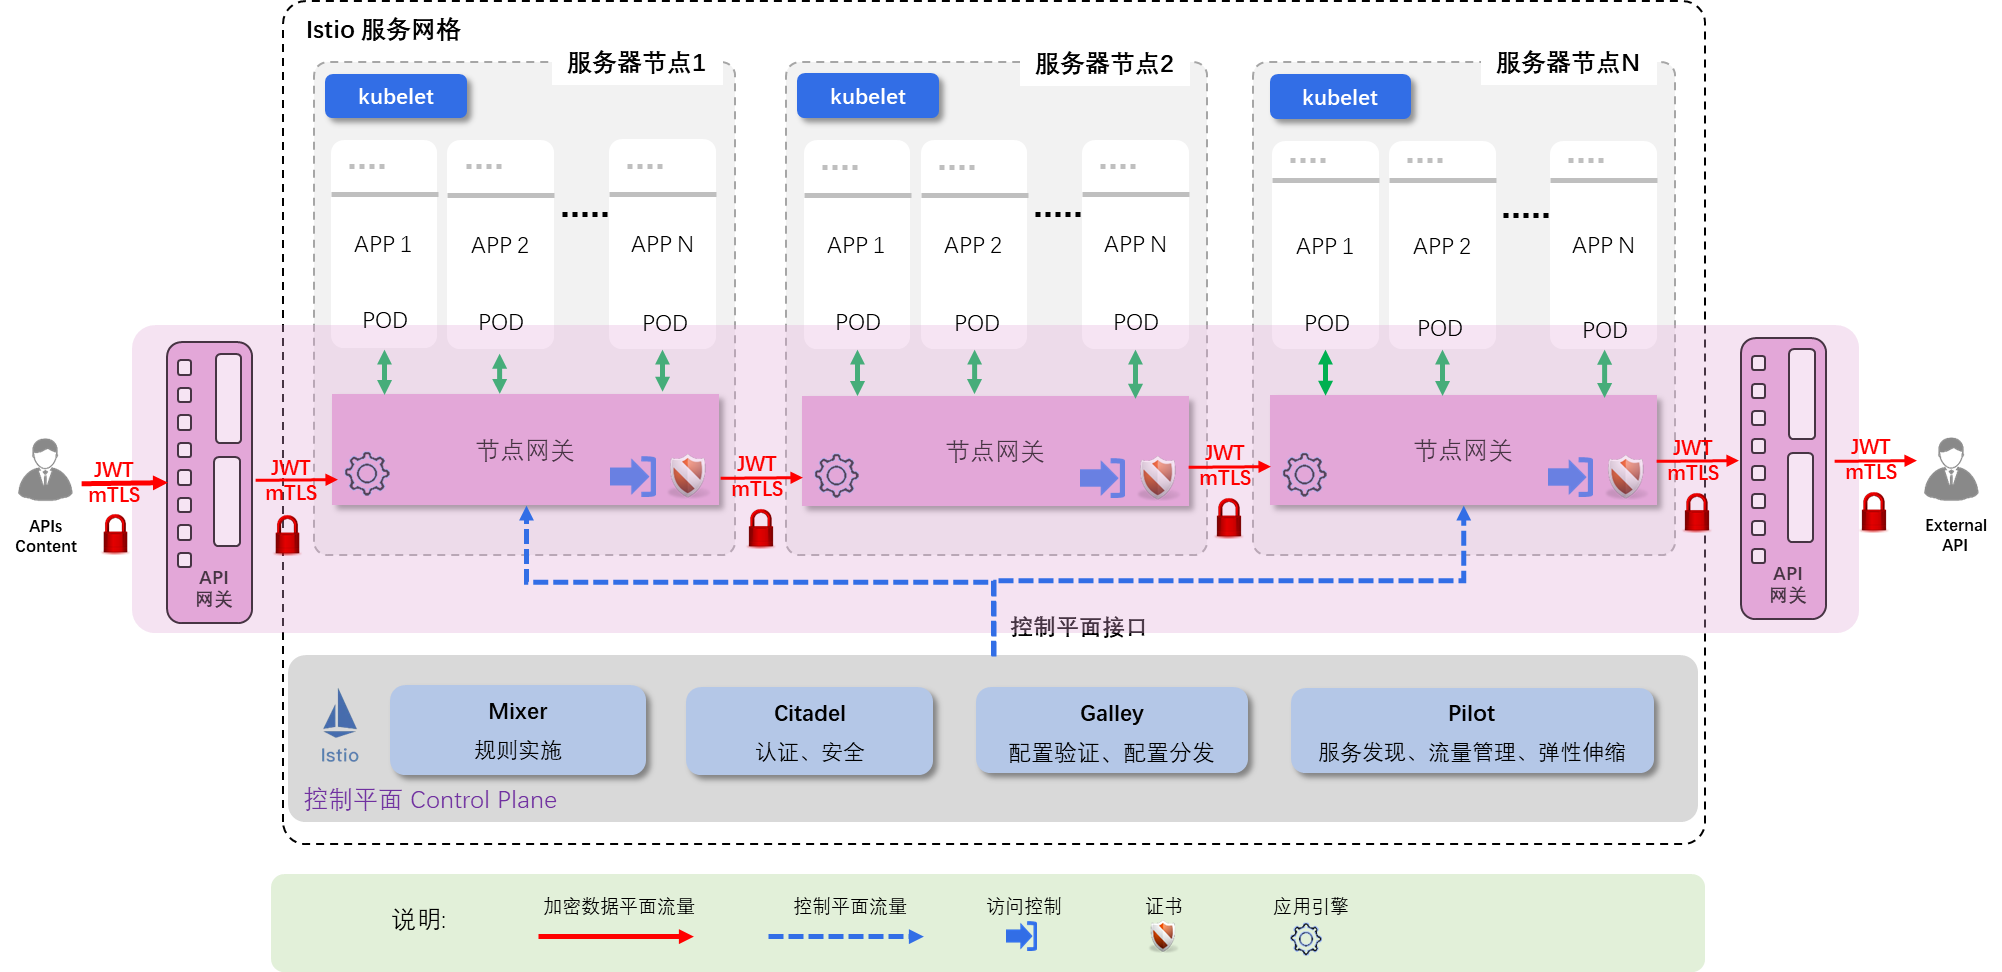 Istio 服务网格
服务器节点1
服务器节点2
服务器节点N
kubelet
kubelet
kubelet
APP 1
APP 2
APP N
APP 1
APP 2
APP N
APP 1
APP 2
APP N
POD
POD
POD
POD
POD
POD
POD
POD
POD
节点网关
节点网关
节点网关
JWT
mTLS
JWT
mTLS
JWT
mTLS
JWT
mTLS
JWT
mTLS
JWT
mTLS
APIs
Content
External
API
API
网关
API
网关
控制平面接口
Mixer
规则实施
Citadel
认证、安全
Galley
配置验证、配置分发
Pilot
服务发现、流量管理、弹性伸缩
Istio
控制平面 Control Plane
说明:
加密数据平面流量
控制平面流量
访问控制
证书
应用引擎